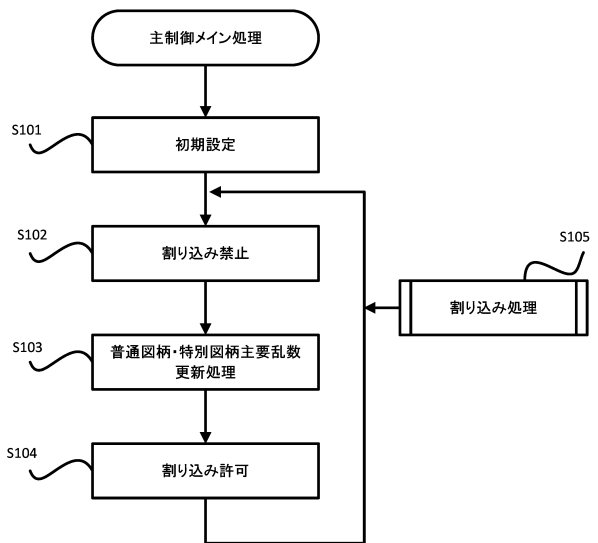 主制御メイン処理
S101
初期設定
S102
割り込み禁止
S105
割り込み処理
S103
普通図柄・特別図柄主要乱数
更新処理
S104
割り込み許可